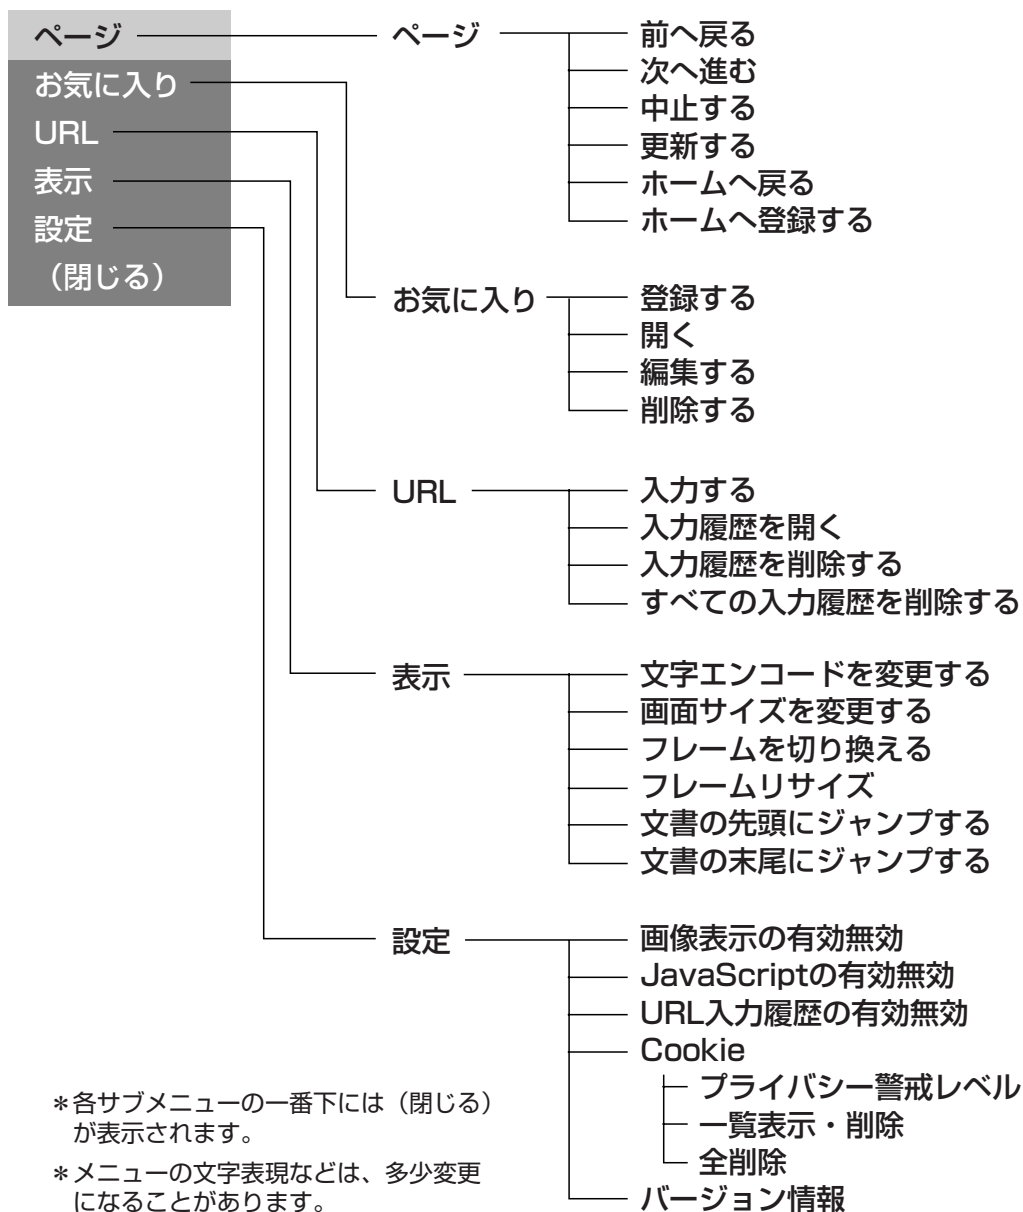 ページ
お気に入り
URL
表示
設定
（閉じる）
ページ
前へ戻る
次へ進む
中止する
更新する
ホームへ戻る
ホームへ登録する
お気に入り
登録する
開く
編集する
削除する
URL
入力する
入力履歴を開く
入力履歴を削除する
すべての入力履歴を削除する
表示
文字エンコードを変更する
画面サイズを変更する
フレームを切り換える
フレームリサイズ
文書の先頭にジャンプする
文書の末尾にジャンプする
設定
画像表示の有効無効
JavaScriptの有効無効
URL入力履歴の有効無効
Cookie
プライバシー警戒レベル
一覧表示・削除
全削除
バージョン情報
＊各サブメニューの一番下には（閉じる）
が表示されます。
＊メニューの文字表現などは、多少変更
になることがあります。